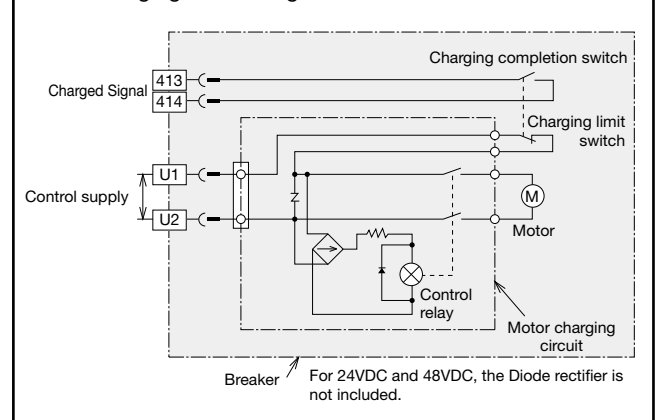 Charging completion switch
413
Charged Signal
414
Charging limit
switch
U1
Control supply
M
U2
Motor
Control
relay
Motor charging
circuit
Breaker
For 24VDC and 48VDC, the Diode rectifier is
not included.